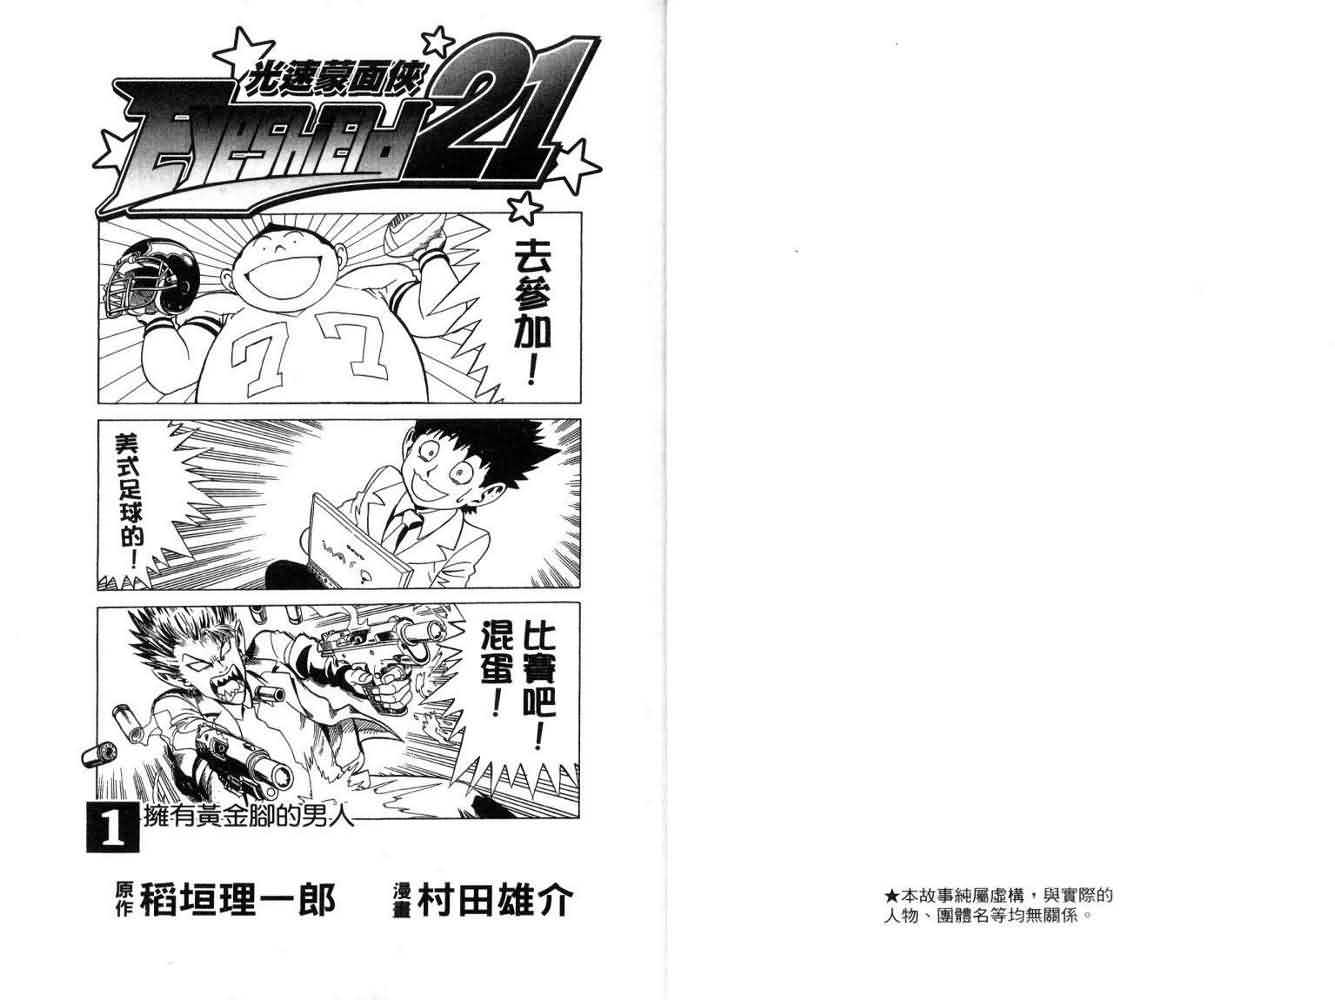 光速蒙面俠
EYESHIELD 21
去參加！
美式足球的！
比賽吧！
混蛋！
1
擁有黃金腳的男人
原作 稻垣理一郎
漫畫 村田雄介
★本故事純屬虛構，與實際的
人物、團體名等均無關係。
77